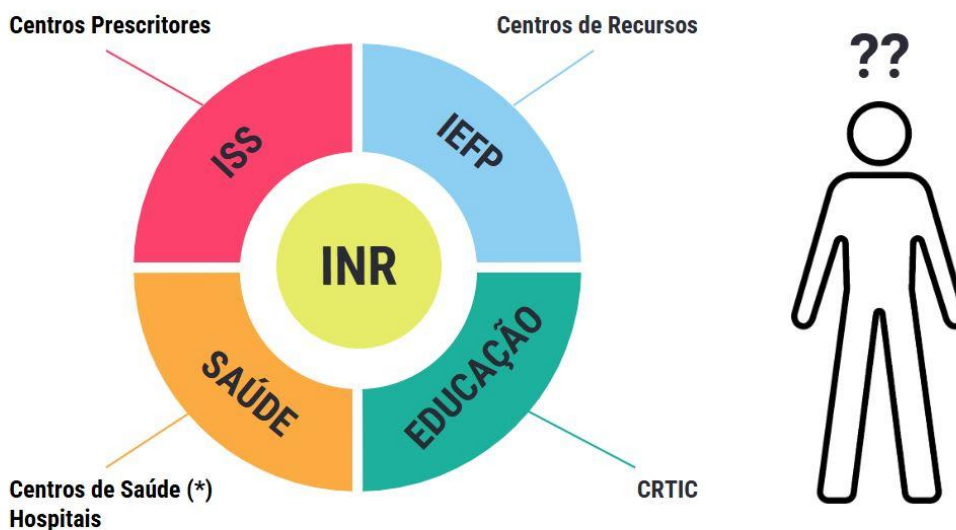 Centros Prescritores
Centros de Recursos
??
ISS
IEFP
INR
SAÚDE
EDUCAÇÃO
Centros de Saúde (*)
Hospitais
CRTIC